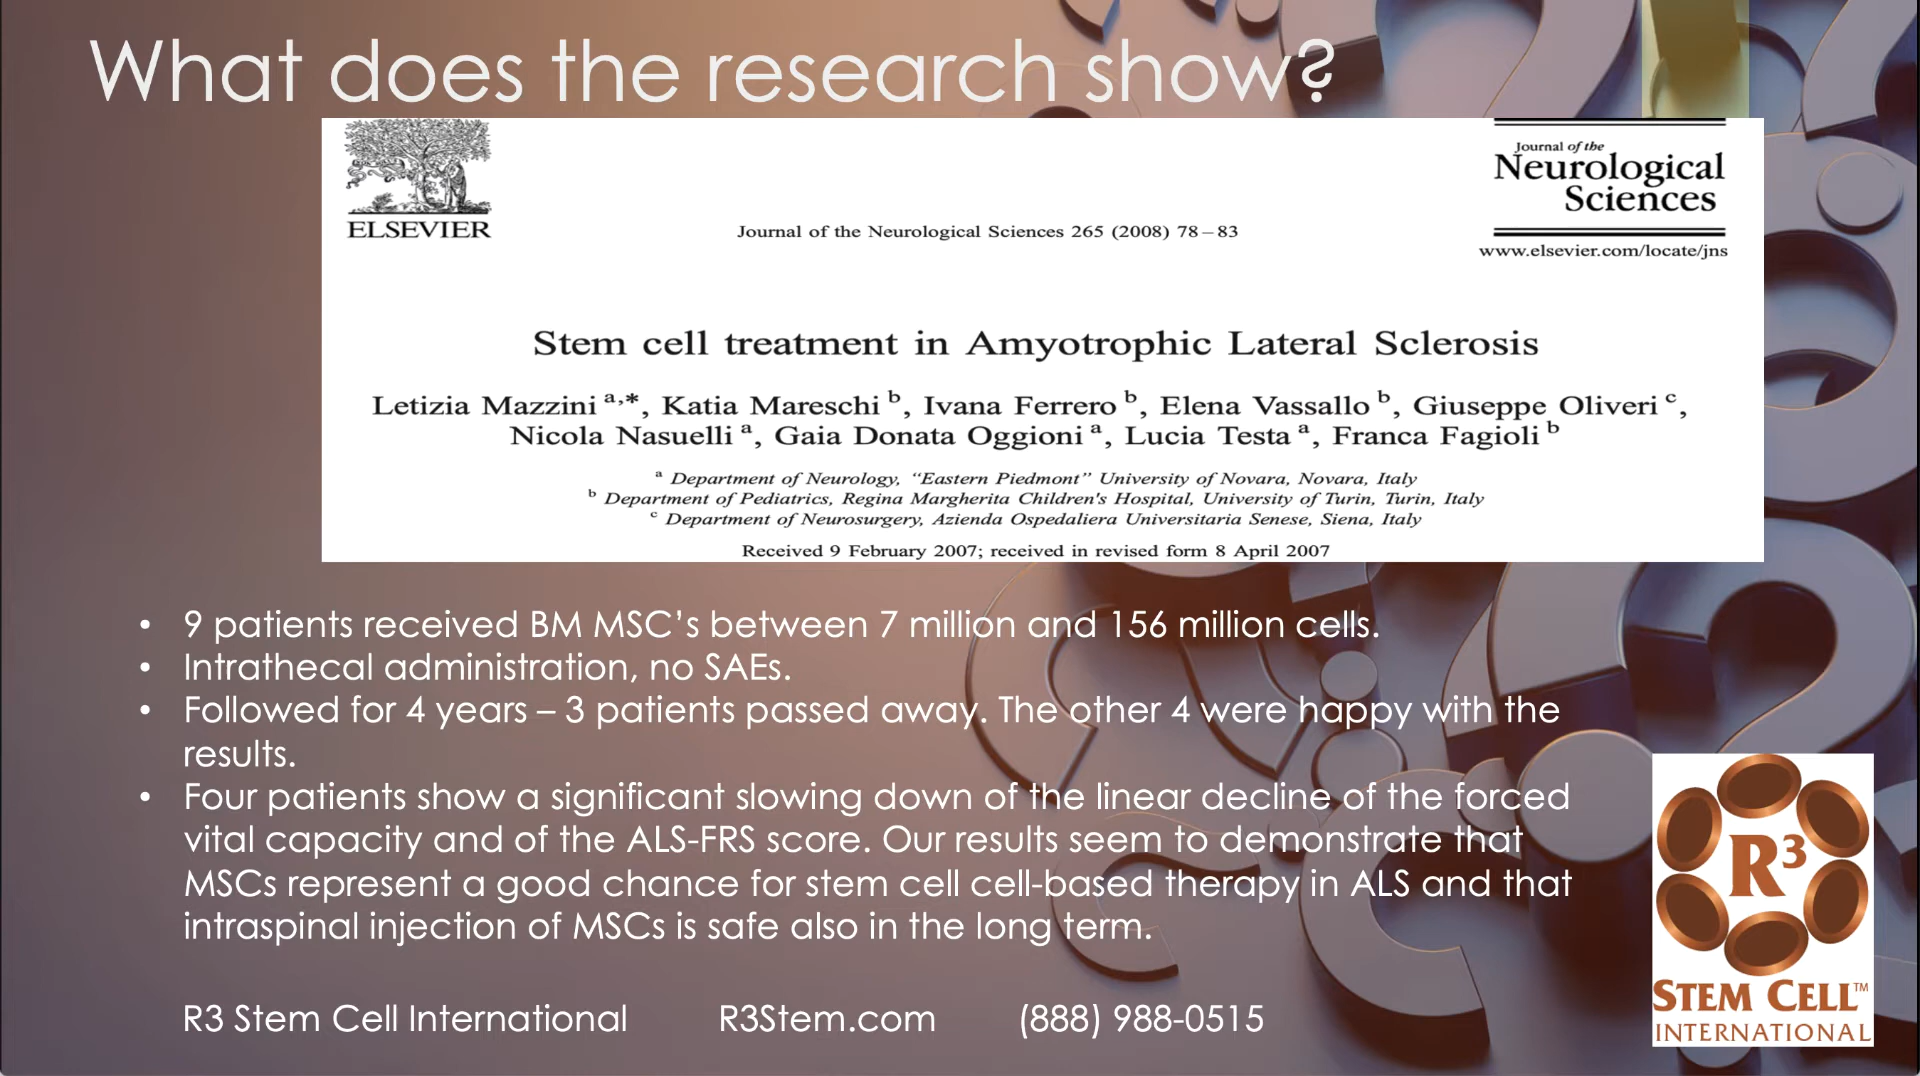 What does the research show?
ELSEVIER
Journal of the Neurological Sciences 265 (2008) 78–83
Journal of the
Neurological
Sciences
www.elsevier.com/locate/jns
Stem cell treatment in Amyotrophic Lateral Sclerosis
Letizia Mazzini a,*, Katia Mareschi b, Ivana Ferrero b, Elena Vassallo b, Giuseppe Oliveri c,
Nicola Nasuelli a, Gaia Donata Oggioni a, Lucia Testa a, Franca Fagioli b
a Department of Neurology, “Eastern Piedmont” University of Novara, Novara, Italy
b Department of Pediatrics, Regina Margherita Children's Hospital, University of Turin, Turin, Italy
c Department of Neurosurgery, Azienda Ospedaliera Universitaria Senese, Siena, Italy
Received 9 February 2007; received in revised form 8 April 2007
• 9 patients received BM MSC’s between 7 million and 156 million cells.
• Intrathecal administration, no SAEs.
• Followed for 4 years – 3 patients passed away. The other 4 were happy with the
results.
• Four patients show a significant slowing down of the linear decline of the forced
vital capacity and of the ALS-FRS score. Our results seem to demonstrate that
MSCs represent a good chance for stem cell cell-based therapy in ALS and that
intraspinal injection of MSCs is safe also in the long term.
R3 Stem Cell International R3Stem.com (888) 988-0515
R3
STEM CELL™
INTERNATIONAL